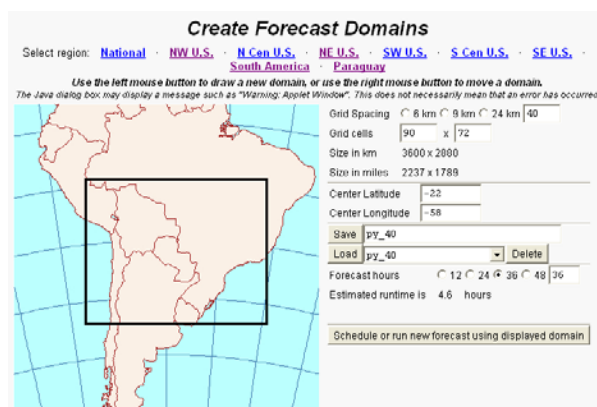 Create Forecast Domains
Select region: National · NW U.S. · N Cen U.S. · NE U.S. · SW U.S. · S Cen U.S. · SE U.S. ·
South America · Paraguay
Use the left mouse button to draw a new domain, or use the right mouse button to move a domain.
The Java dialog box may display a message such as "Warning: Applet Window". This does not necessarily mean that an error has occurred
Grid Spacing 6 km 9 km 24 km 40
Grid cells 90 x 72
Size in km 3600 x 2880
Size in miles 2237 x 1789
Center Latitude -22
Center Longitude -58
Save py_40
Load py_40 Delete
Forecast hours 12 24 36 48 36
Estimated runtime is 4.6 hours
Schedule or run new forecast using displayed domain